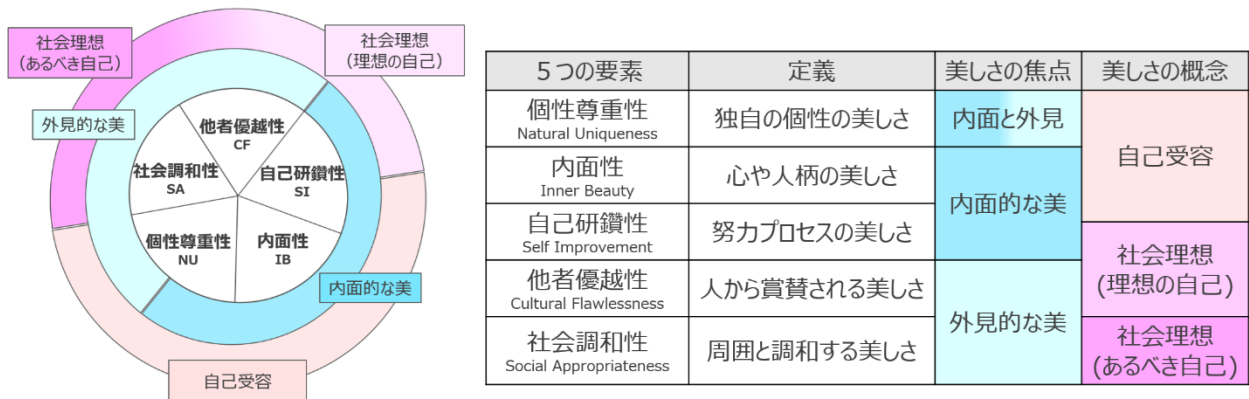 社会理想
(あるべき自己)
社会理想
(理想の自己)
外見的な美
他者優越性
CF
社会調和性
SA
自己研鑽性
SI
個性尊重性
NU
内面性
IB
内面的な美
自己受容
５つの要素
定義
美しさの焦点
美しさの概念
個性尊重性
Natural Uniqueness
独自の個性の美しさ
内面と外見
自己受容
内面性
Inner Beauty
心や人柄の美しさ
内面的な美
自己研鑽性
Self Improvement
努力プロセスの美しさ
社会理想
(理想の自己)
他者優越性
Cultural Flawlessness
人から賞賛される美しさ
外見的な美
社会調和性
Social Appropriateness
周囲と調和する美しさ
社会理想
(あるべき自己)